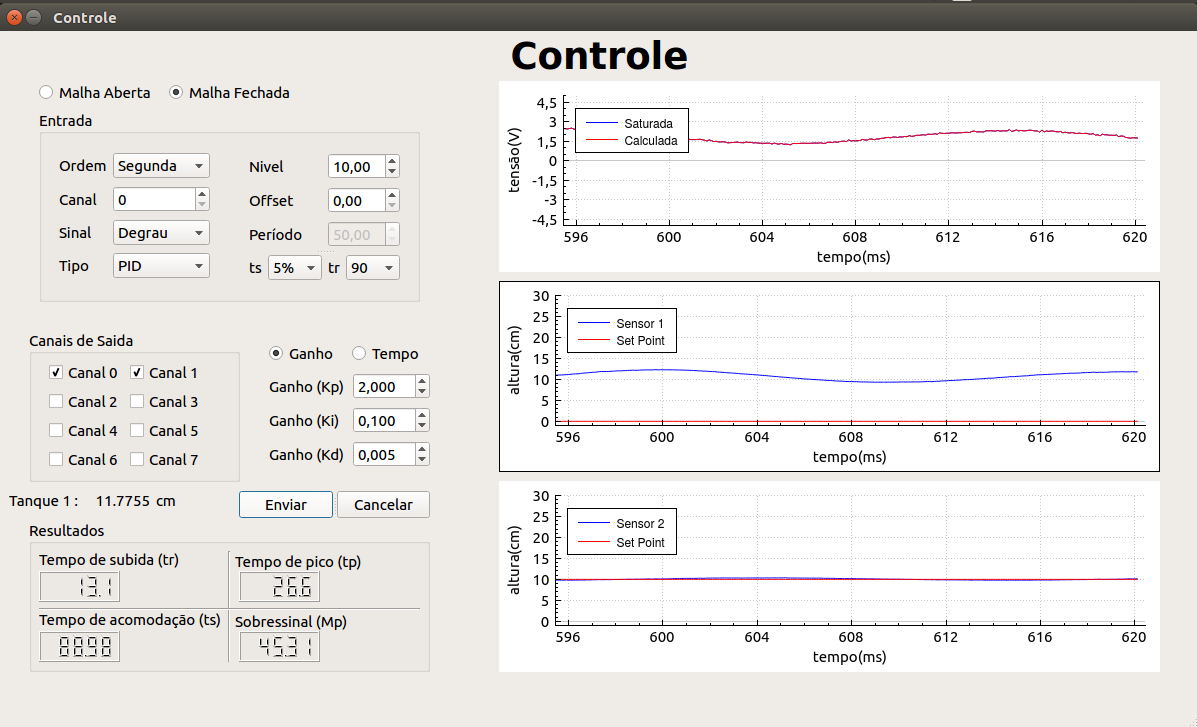 Controle
Controle
Malha Aberta Malha Fechada
Entrada
Ordem Segunda Nivel 10,00
Canal 0 Offset 0,00
Sinal Degrau Período 50,00
Tipo PID ts 5% tr 90
Canais de Saida
Canal 0 Canal 1
Canal 2 Canal 3
Canal 4 Canal 5
Canal 6 Canal 7
Ganho Tempo
Ganho (Kp) 2,000
Ganho (Ki) 0,100
Ganho (Kd) 0,005
Tanque 1 : 11.7755 cm
Enviar Cancelar
Resultados
Tempo de subida (tr) Tempo de pico (tp)
13.1 26.6
Tempo de acomodação (ts) Sobressinal (Mp)
88.98 45.31
tensão(V)
4,5
3
1,5
0
-1,5
-3
-4,5
Saturada
Calculada
596 600 604 608 612 616 620
tempo(ms)
altura(cm)
30
25
20
15
10
5
0
Sensor 1
Set Point
596 600 604 608 612 616 620
tempo(ms)
altura(cm)
30
25
20
15
10
5
0
Sensor 2
Set Point
596 600 604 608 612 616 620
tempo(ms)